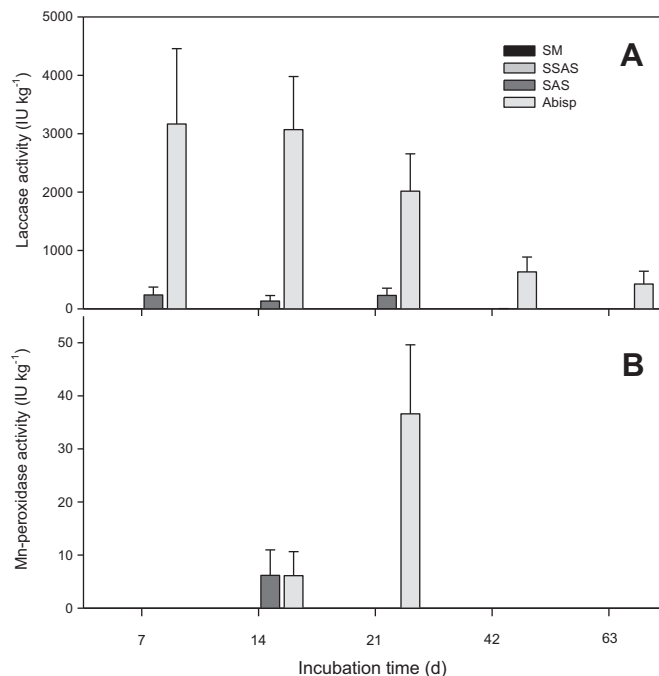 5000
4000
3000
2000
1000
0
Laccase activity (IU kg⁻¹)
SM
SSAS
SAS
Abisp
A
50
40
30
20
10
0
Mn-peroxidase activity (IU kg⁻¹)
B
7 14 21 42 63
Incubation time (d)